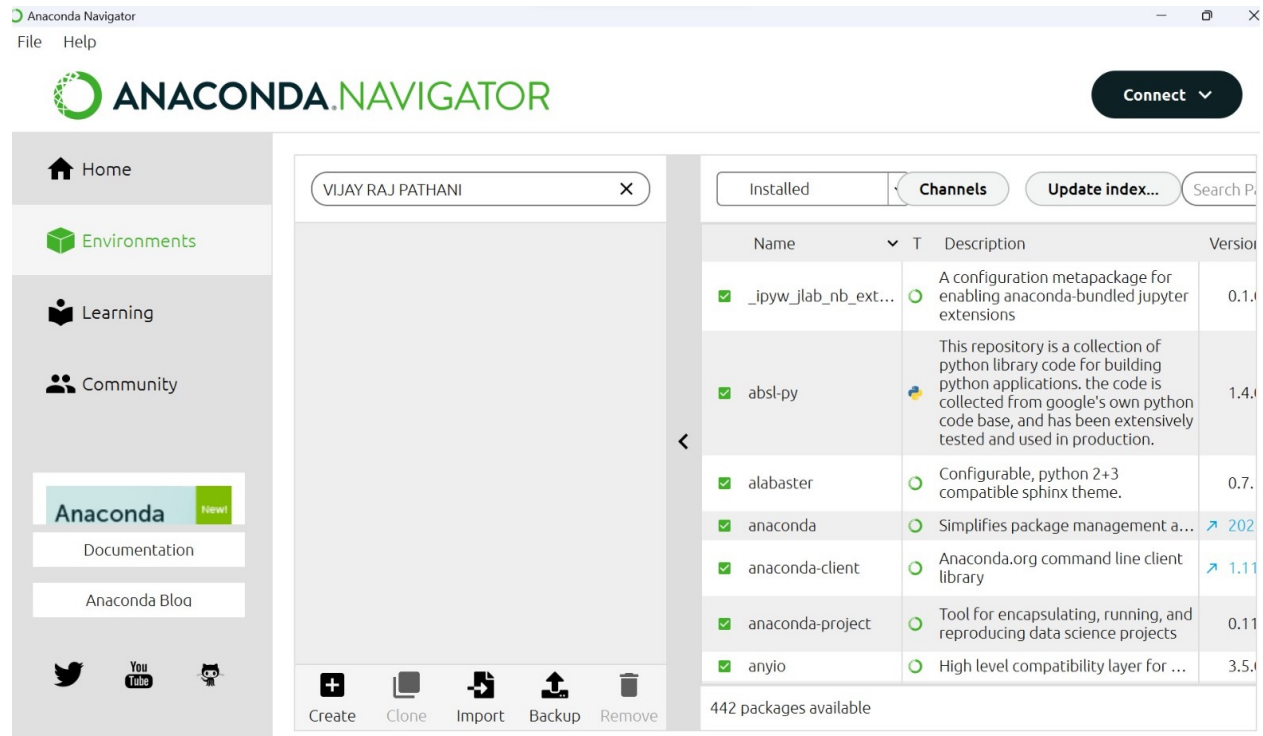 Anaconda Navigator
File Help
ANACONDA.NAVIGATOR
Connect
Home
Environments
Learning
Community
Anaconda New!
Documentation
Anaconda Blog
You
Tube
VIJAY RAJ PATHANI
Create Clone Import Backup Remove
Installed Channels Update index... Search
Name T Description
_ipyw_jlab_nb_ext...
A configuration metapackage for
enabling anaconda-bundled jupyter
extensions
0.1.
absl-py
This repository is a collection of
python library code for building
python applications. the code is
collected from google's own python
code base, and has been extensively
tested and used in production.
1.4.
alabaster
Configurable, python 2+3
compatible sphinx theme.
0.7.
anaconda Simplifies package management a... 202
anaconda-client
Anaconda.org command line client
library
1.11
anaconda-project
Tool for encapsulating, running, and
reproducing data science projects
0.11
anyio High level compatibility layer for ... 3.5.
442 packages available